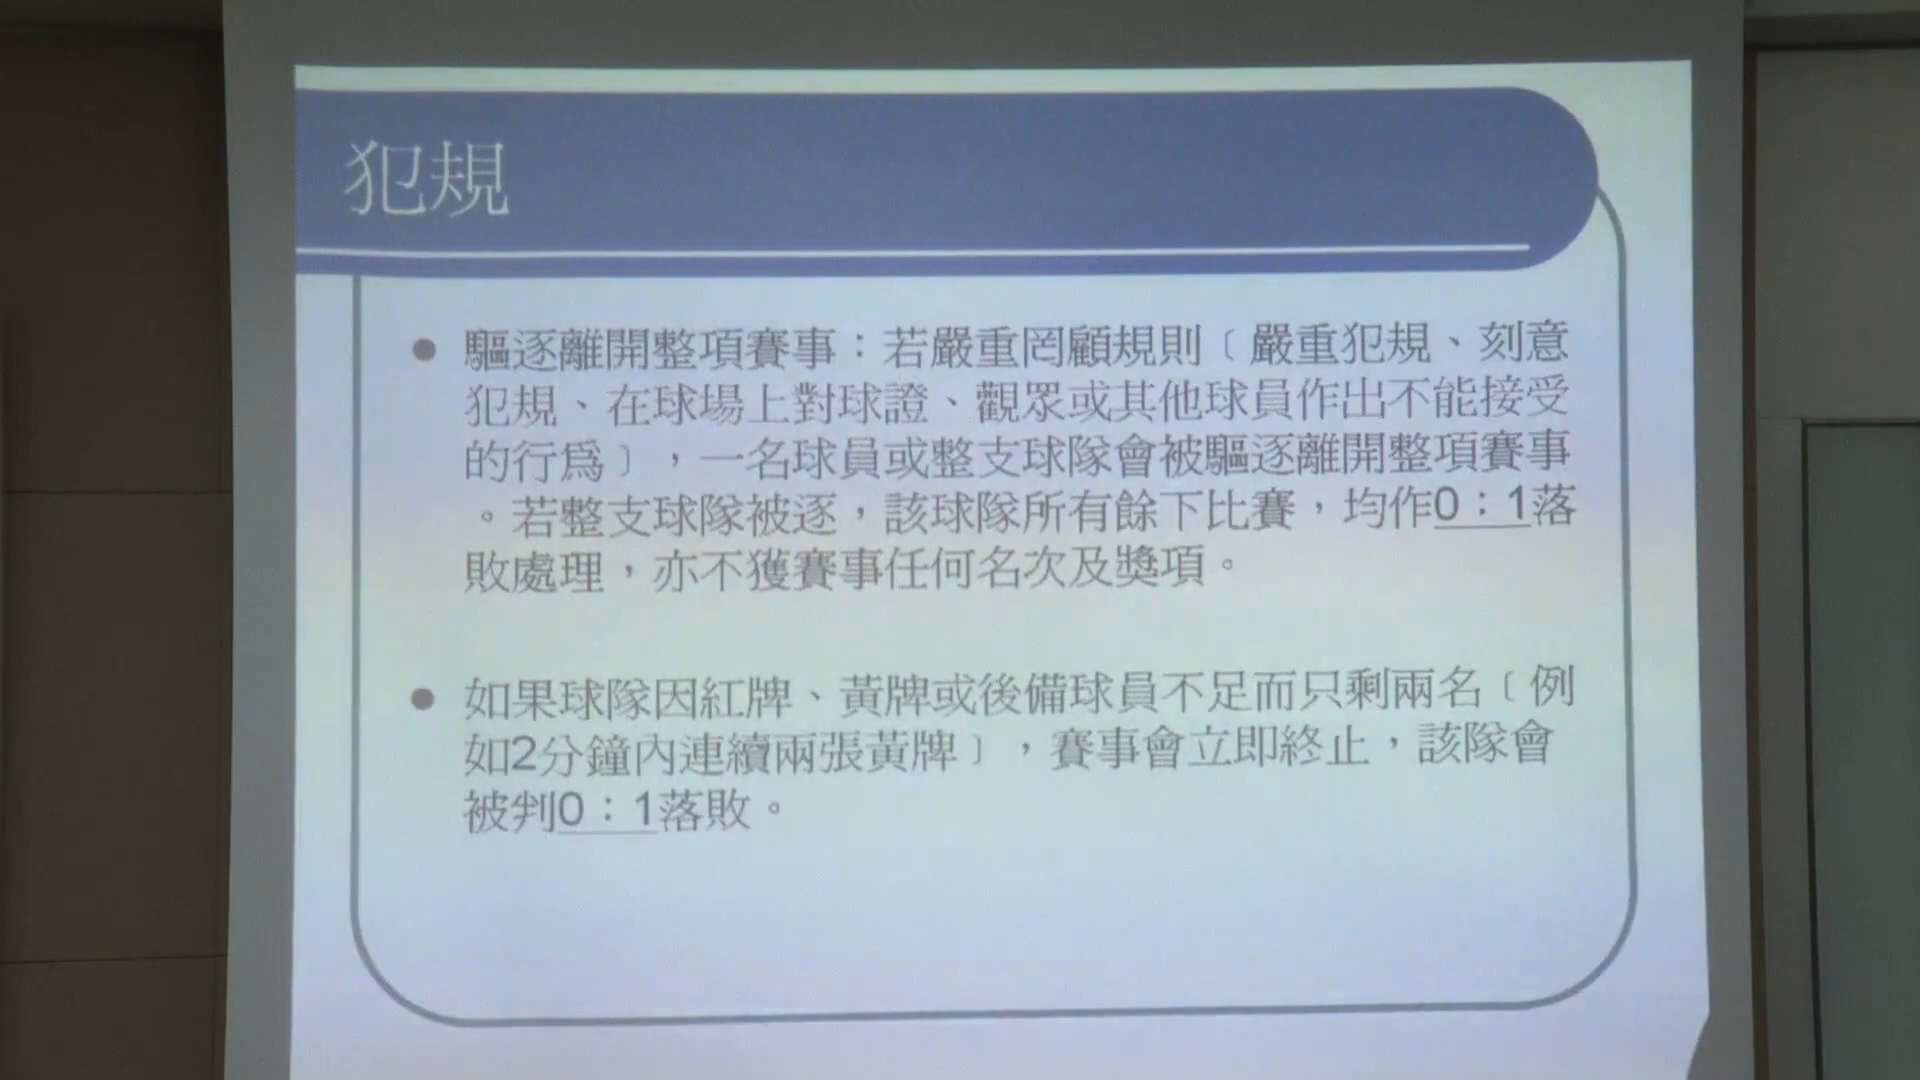 犯規
● 驅逐離開整項賽事：若嚴重罔顧規則﹝嚴重犯規、刻意
犯規、在球場上對球證、觀眾或其他球員作出不能接受
的行為﹞，一名球員或整支球隊會被驅逐離開整項賽事
。若整支球隊被逐，該球隊所有餘下比賽，均作0：1落
敗處理，亦不獲賽事任何名次及獎項。
● 如果球隊因紅牌、黃牌或後備球員不足而只剩兩名﹝例
如2分鐘內連續兩張黃牌﹞，賽事會立即終止，該隊會
被判0：1落敗。